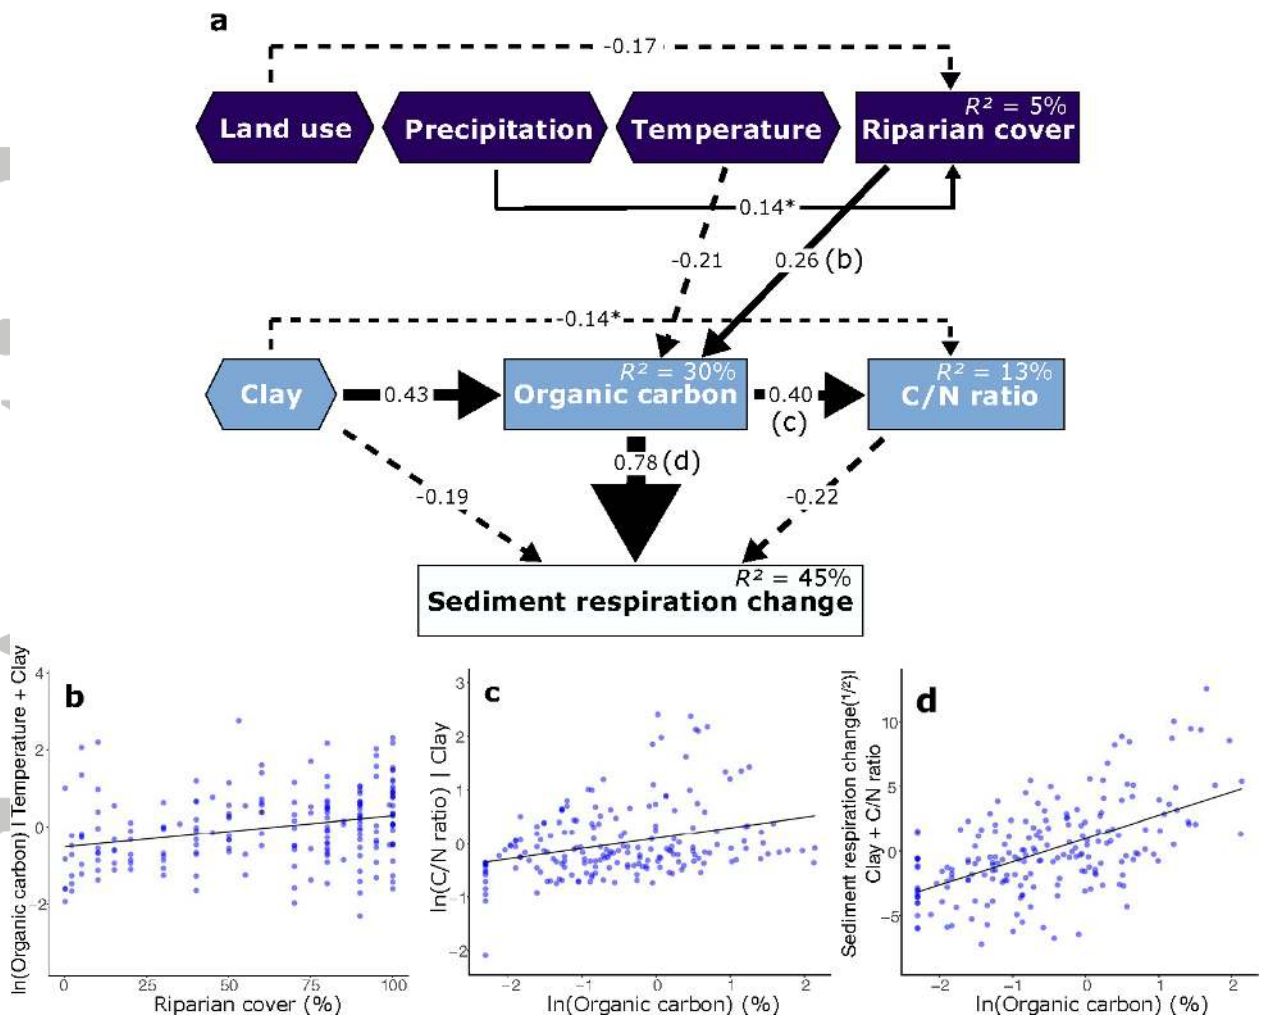 a
-0.17
R² = 5%
Land use
Precipitation
Temperature
Riparian cover
0.14*
-0.21
0.26 (b)
-0.14*
R² = 30%
R² = 13%
Clay
0.43
Organic carbon
0.40
C/N ratio
(c)
0.78 (d)
-0.19
-0.22
R² = 45%
Sediment respiration change
b
ln(Organic carbon) | Temperature + Clay
4
2
0
−2
0
25
50
75
100
Riparian cover (%)
c
ln(C/N ratio) | Clay
3
2
1
0
−1
−2
−2
−1
0
1
2
ln(Organic carbon) (%)
d
Sediment respiration change(¹/²)|
Clay + C/N ratio
10
5
0
−5
−2
−1
0
1
2
ln(Organic carbon) (%)